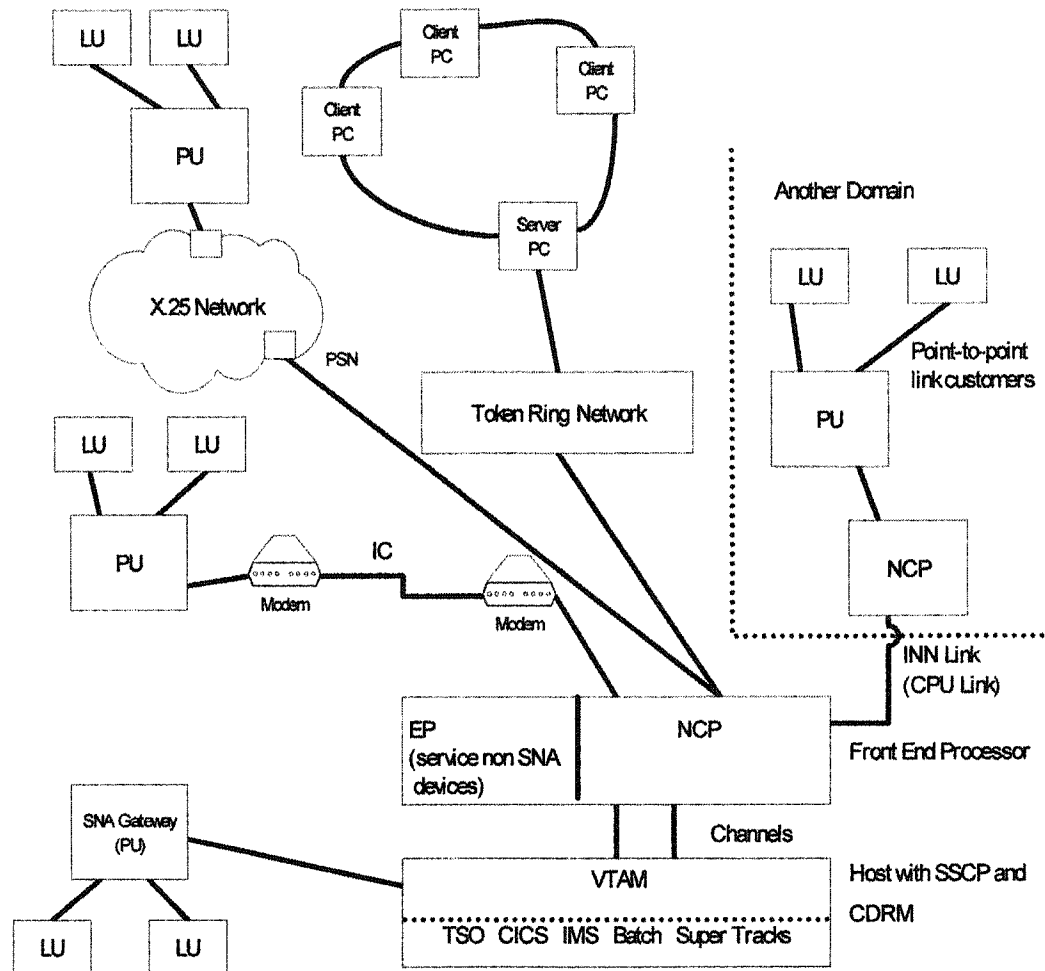 LU
LU
Client
PC
Client
PC
Client
PC
PU
Another Domain
Server
PC
LU
LU
X.25 Network
PSN
Point-to-point
link customers
Token Ring Network
PU
LU
LU
PU
IC
NCP
Modem
Modem
INN Link
(CPU Link)
EP
(service non SNA
devices)
NCP
Front End Processor
SNA Gateway
(PU)
Channels
VTAM
Host with SSCP and
CDRM
TSO CICS IMS Batch Super Tracks
LU
LU